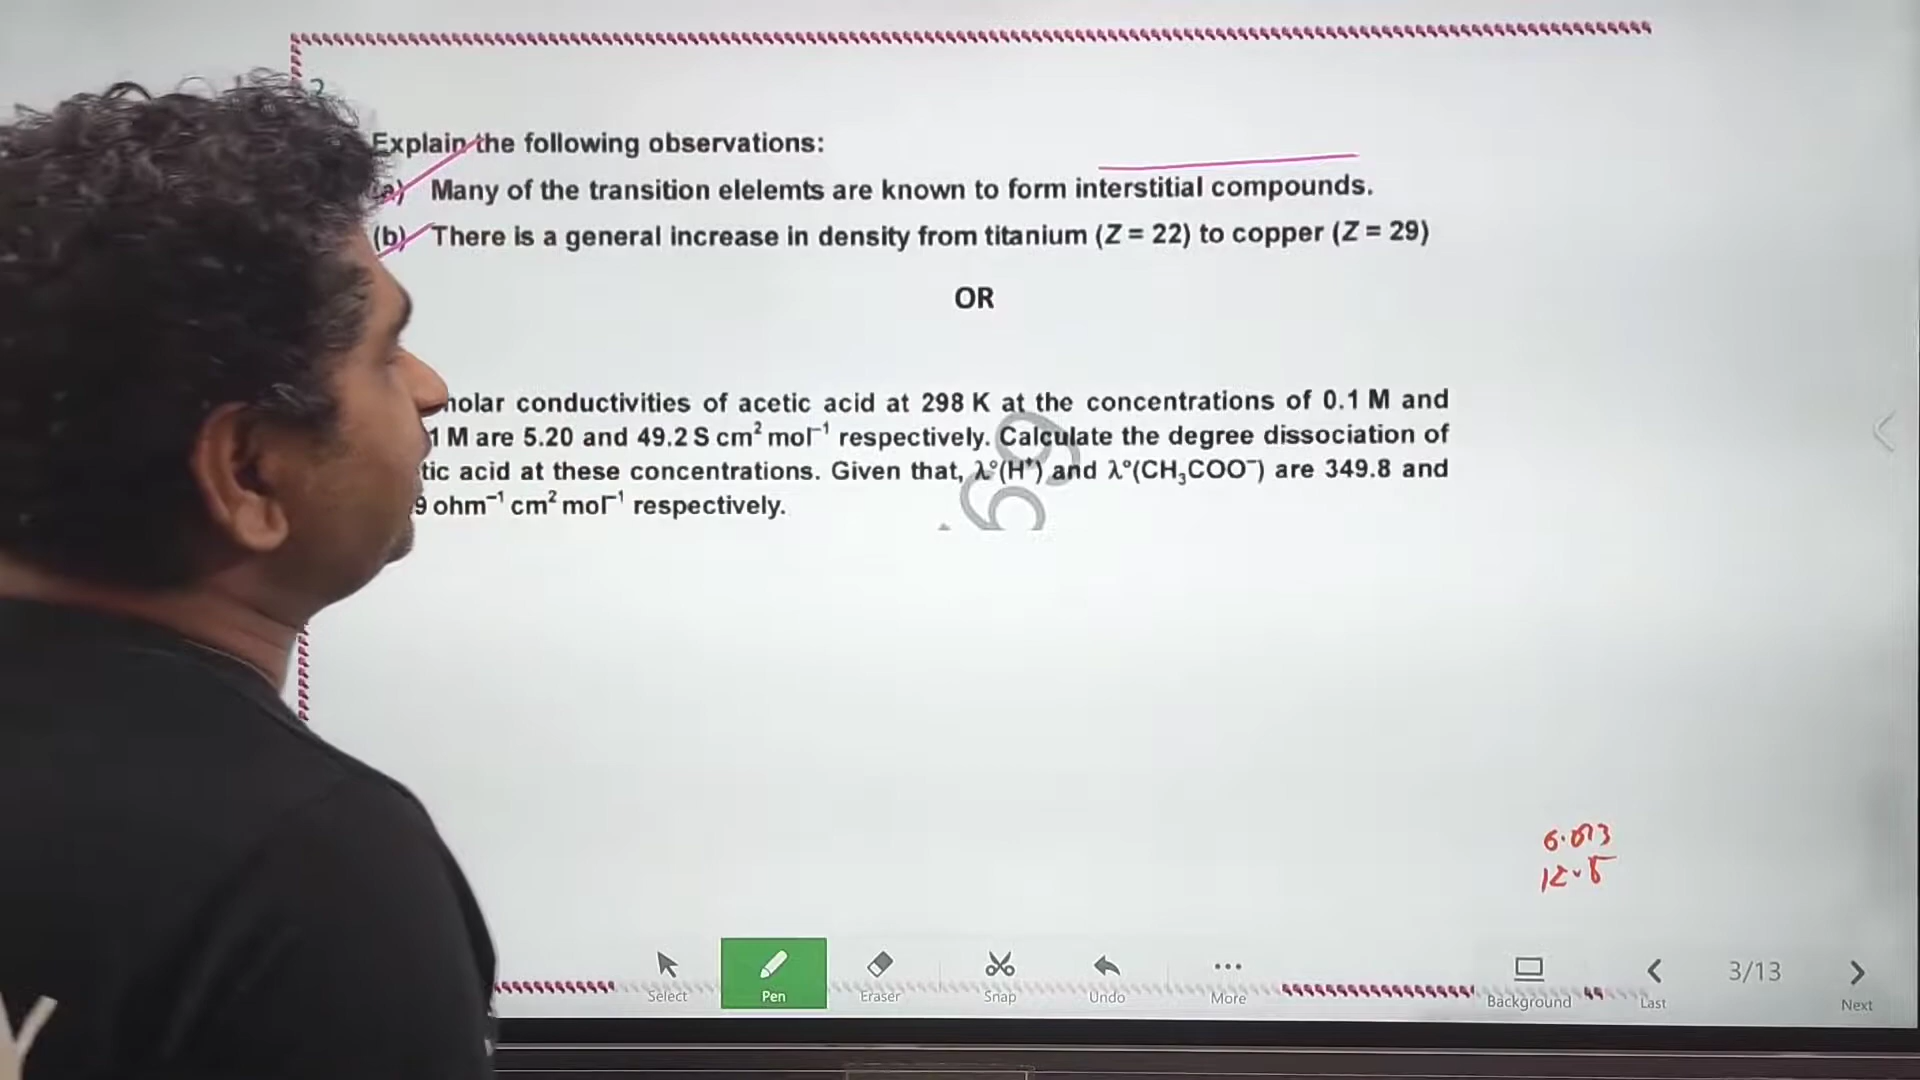 Explain the following observations:
(a) Many of the transition elelemts are known to form interstitial compounds.
(b) There is a general increase in density from titanium (Z = 22) to copper (Z = 29)
OR
molar conductivities of acetic acid at 298 K at the concentrations of 0.1 M and
1 M are 5.20 and 49.2 S cm² mol⁻¹ respectively. Calculate the degree dissociation of
tic acid at these concentrations. Given that, λ°(H⁺) and λ°(CH₃COO⁻) are 349.8 and
9 ohm⁻¹ cm² mol⁻¹ respectively.
69
12.5
Select Pen Eraser Snap Undo More Background Last 3/13 Next